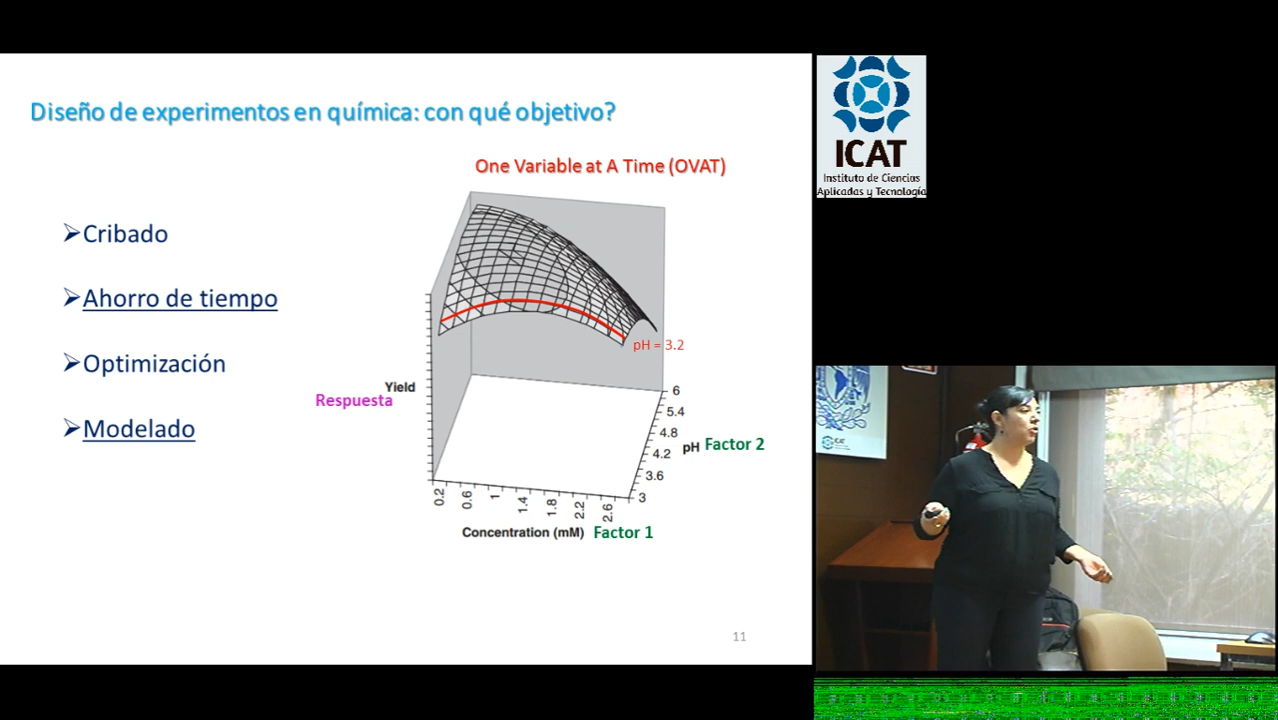 Diseño de experimentos en química: con qué objetivo?
One Variable at A Time (OVAT)
➢Cribado
➢Ahorro de tiempo
➢Optimización
➢Modelado
pH = 3.2
Yield
Respuesta
6
5.4
4.8
4.2
3.6
3
pH Factor 2
0.2
0.6
1
1.4
1.8
2.2
2.6
Concentration (mM) Factor 1
11
ICAT
Instituto de Ciencias
Aplicadas y Tecnología
ICAT